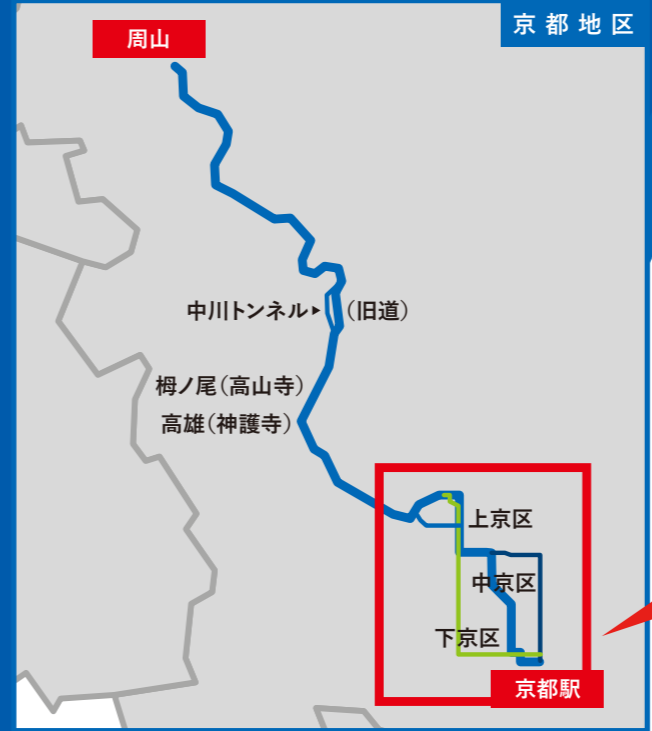 京都地区
周山
中川トンネル▶(旧道)
栂ノ尾(高山寺)
高雄(神護寺)
上京区
中京区
下京区
京都駅